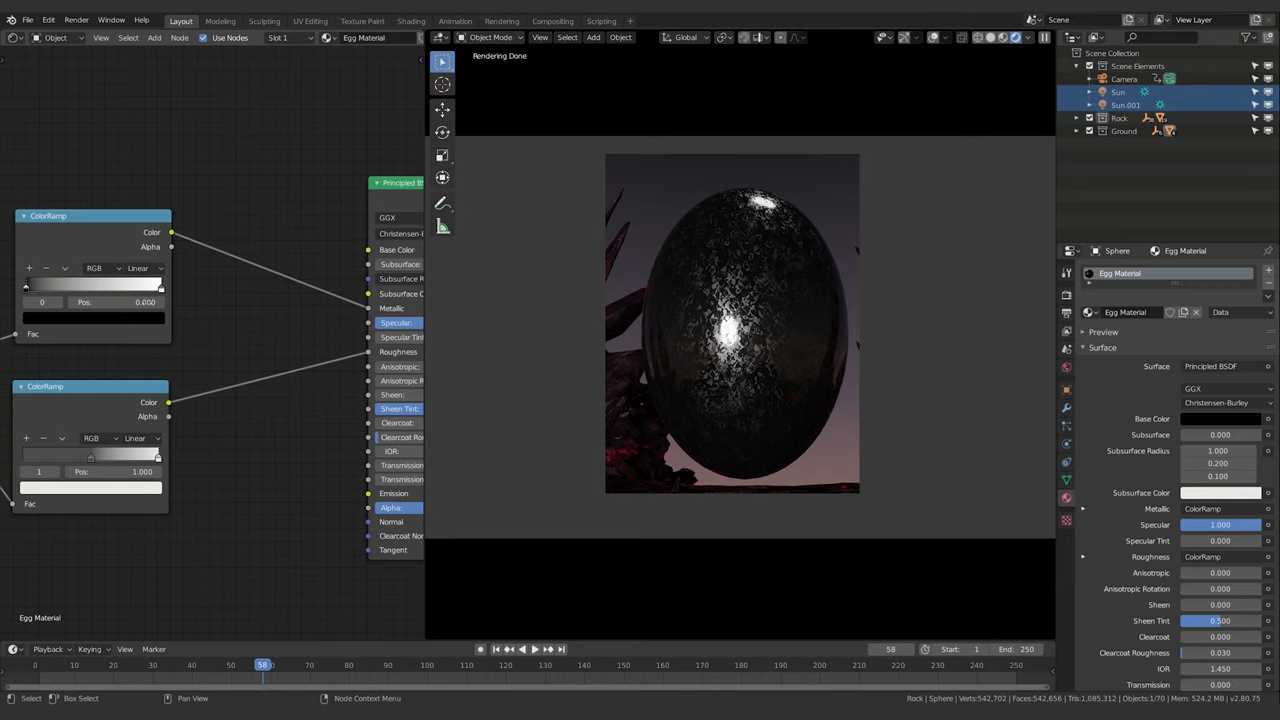 File Edit Render Window Help Layout Modeling Sculpting UV Editing Texture Paint Shading Animation Rendering Compositing Scripting + Scene View Layer
Object View Select Add Node Use Nodes Slot 1 Egg Material
Object Mode View Select Add Object Global
Rendering Done
ColorRamp
Color
Alpha
RGB Linear
0 Pos: 0.000
Fac
ColorRamp
Color
Alpha
RGB Linear
1 Pos: 1.000
Fac
Egg Material
Principled BS
GGX
Christensen-B
Base Color
Subsurface:
Subsurface R
Subsurface C
Metallic
Specular:
Specular Tint
Roughness
Anisotropic:
Anisotropic R
Sheen:
Sheen Tint:
Clearcoat:
Clearcoat Rou
IOR:
Transmission
Transmission
Emission
Alpha:
Normal
Clearcoat Nor
Tangent
Scene Collection
Scene Elements
Camera
Sun
Sun.001
Rock
Ground
Sphere Egg Material
Egg Material
Egg Material Data
Preview
Surface
Surface Principled BSDF
GGX
Christensen-Burley
Base Color
Subsurface 0.000
Subsurface Radius 1.000
0.200
0.100
Subsurface Color
Metallic ColorRamp
Specular 1.000
Specular Tint 0.000
Roughness ColorRamp
Anisotropic 0.000
Anisotropic Rotation 0.000
Sheen 0.000
Sheen Tint 0.500
Clearcoat 0.000
Clearcoat Roughness 0.030
IOR 1.450
Transmission 0.000
Playback Keying View Marker 58 Start: 1 End: 250
0 10 20 30 40 50 58 70 80 90 100 110 120 130 140 150 160 170 180 190 200 210 220 230 240 250
Select Box Select Pan View Node Context Menu
Rock | Sphere | Verts:542,702 | Faces:542,656 | Tris:1,085,312 | Objects:1/70 | Mem: 524.2 MB | v2.80.75